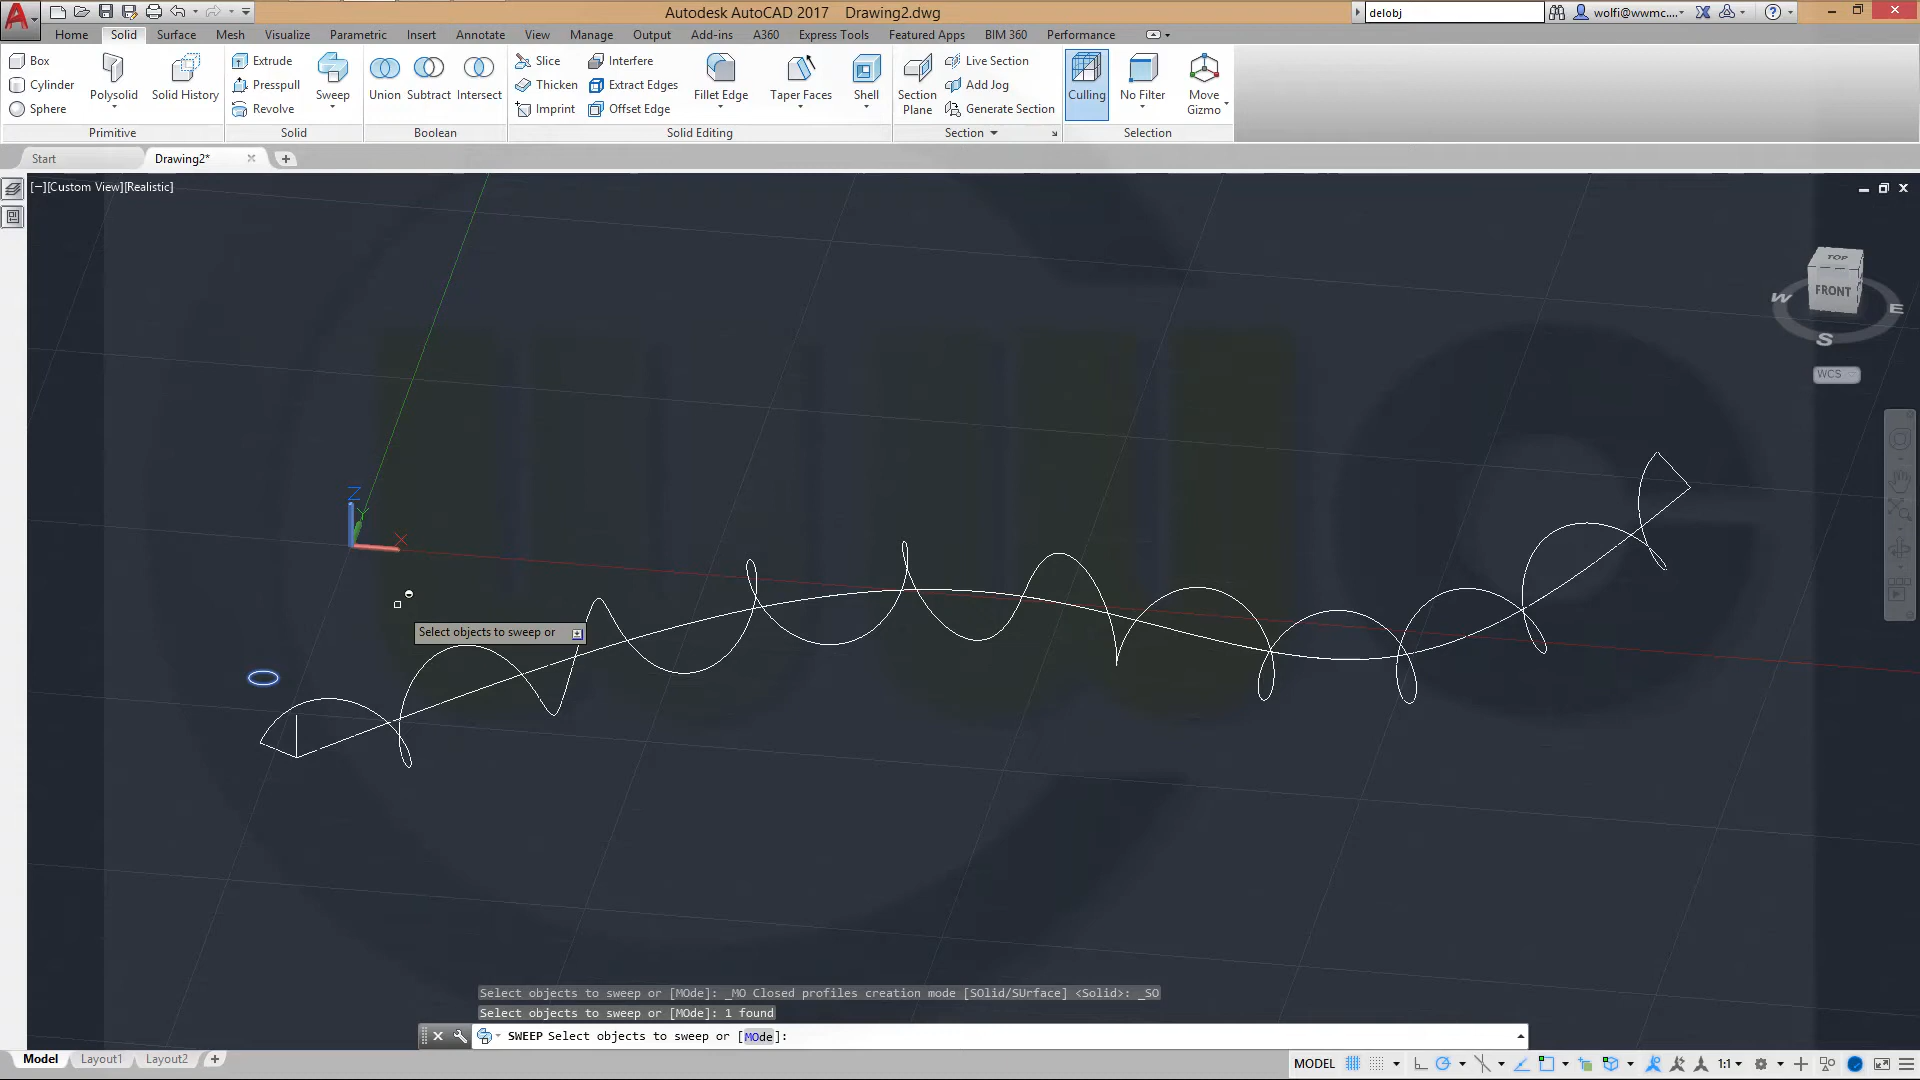 Autodesk AutoCAD 2017 Drawing2.dwg
delobj
wolfi@wwmc....
Home Solid Surface Mesh Visualize Parametric Insert Annotate View Manage Output Add-ins A360 Express Tools Featured Apps BIM 360 Performance
Box
Cylinder
Sphere
Polysolid
Solid History
Primitive
Extrude
Presspull
Revolve
Sweep
Solid
Union
Subtract
Intersect
Boolean
Slice
Thicken
Imprint
Interfere
Extract Edges
Offset Edge
Fillet Edge
Taper Faces
Shell
Solid Editing
Section
Plane
Live Section
Add Jog
Generate Section
Section
Culling
No Filter
Move
Gizmo
Selection
Start
Drawing2*
[−][Custom View][Realistic]
TOP
FRONT
W
E
S
WCS
Z
Y
X
Select objects to sweep or
Select objects to sweep or [MOde]: _MO Closed profiles creation mode [SOlid/SUrface] <Solid>: _SO
Select objects to sweep or [MOde]: 1 found
SWEEP Select objects to sweep or [MOde]:
Model Layout1 Layout2
MODEL
1:1